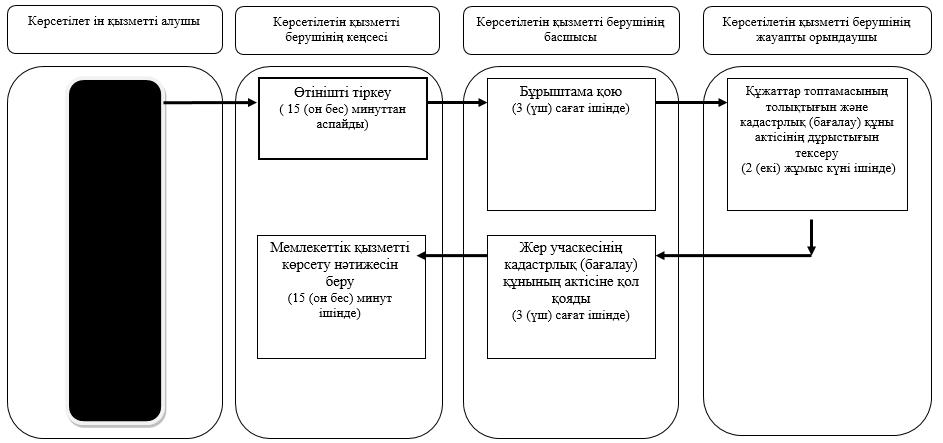 Көрсетілет ін қызметті алушы
Көрсетілетін қызметті
берушінің кеңсесі
Көрсетілетін қызметті берушінің
басшысы
Көрсетілетін қызметті берушінің
жауапты орындаушы
Өтінішті тіркеу
( 15 (он бес) минуттан
аспайды)
Бұрыштама қою
(3 (үш) сағат ішінде)
Құжаттар топтамасының
толықтығын және
кадастрлық (бағалау) құны
актісінің дұрыстығын
тексеру
(2 (екі) жұмыс күні ішінде)
Мемлекеттік қызметті
көрсету нәтижесін
беру
(15 (он бес) минут
ішінде)
Жер учаскесінің
кадастрлық (бағалау)
құнының актісіне қол
қояды
(3 (үш) сағат ішінде)